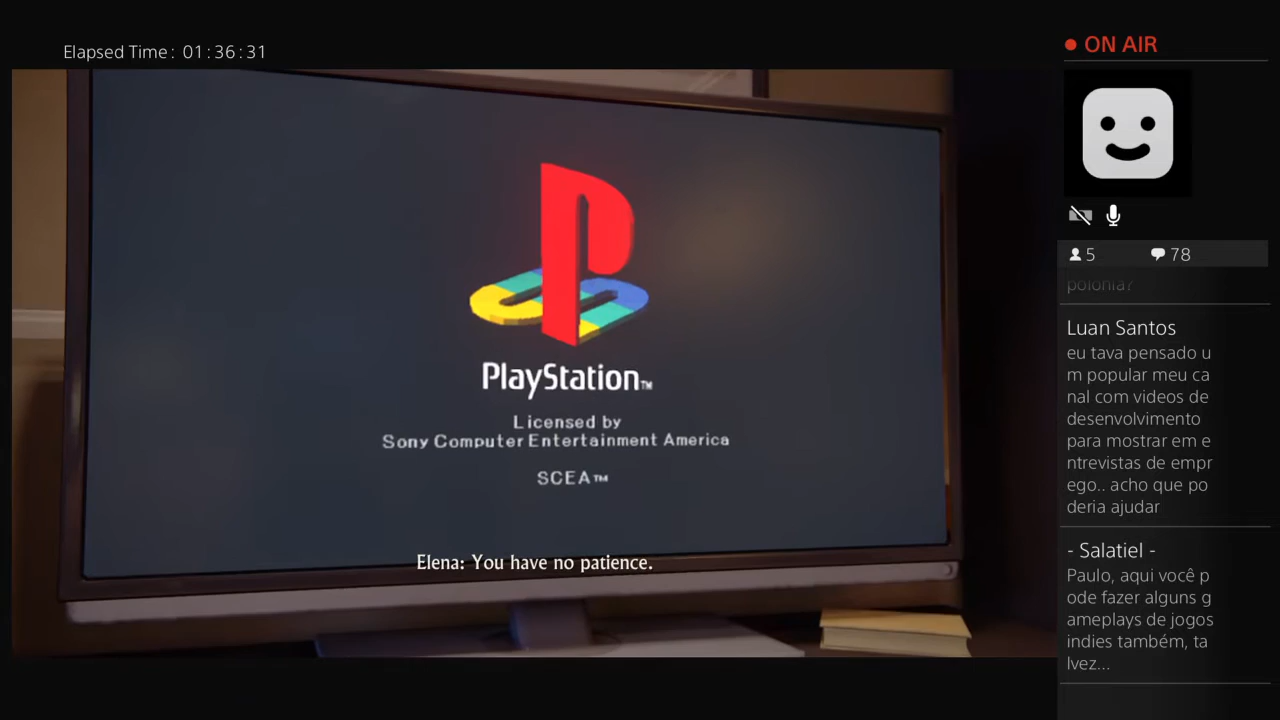 Elapsed Time: 01:36:31
PlayStation™
Licensed by
Sony Computer Entertainment America
SCEA™
Elena: You have no patience.
ON AIR
5 78
polonia?
Luan Santos
eu tava pensado u
m popular meu ca
nal com videos de
desenvolvimento
para mostrar em e
ntrevistas de empr
ego.. acho que po
deria ajudar
- Salatiel -
Paulo, aqui você p
ode fazer alguns g
ameplays de jogos
indies também, ta
lvez...